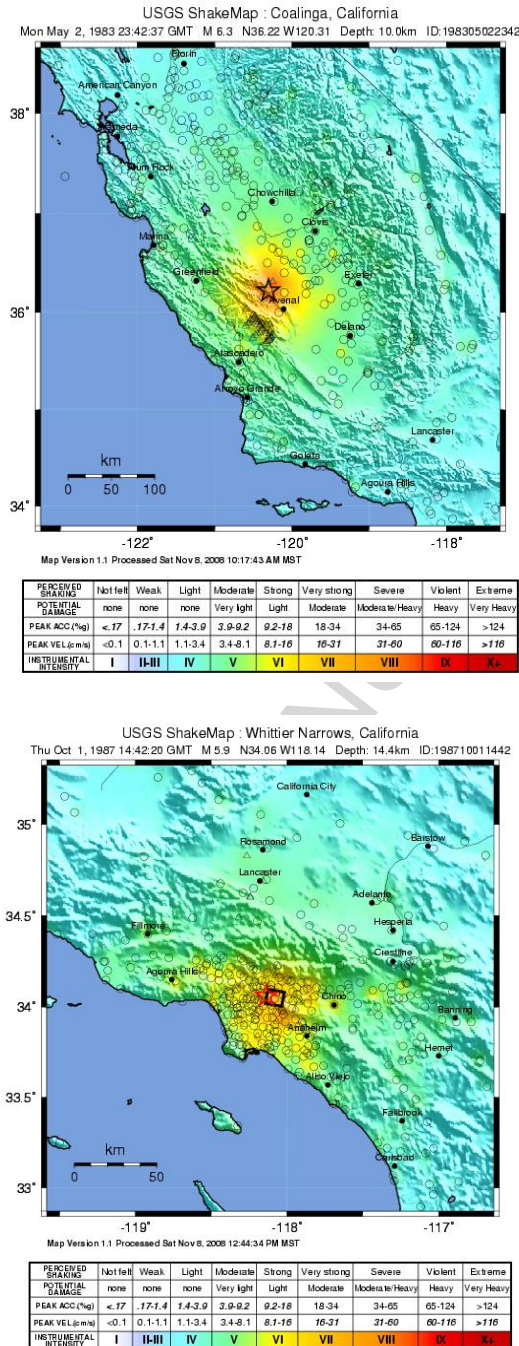 USGS ShakeMap : Coalinga, California
Mon May 2, 1983 23:42:37 GMT M 6.3 N36.22 W120.31 Depth: 10.0km ID:198305022342
38°
Florin
American Canyon
Alum Rock
Chowchilla
Clovis
Marina
Greenfield
Exeter
36°
Delano
Atascadero
Arroyo Grande
Lancaster
Goleta
Agoura Hills
km
0 50 100
34°
-122° -120° -118°
Map Version 1.1 Processed Sat Nov 8, 2008 10:17:43 AM MST
PERCEIVED SHAKING Not felt Weak Light Moderate Strong Very strong Severe Violent Extreme
POTENTIAL DAMAGE none none none Very light Light Moderate Moderate/Heavy Heavy Very Heavy
PEAK ACC.(%g) <.17 .17-1.4 1.4-3.9 3.9-9.2 9.2-18 18-34 34-65 65-124 >124
PEAK VEL.(cm/s) <0.1 0.1-1.1 1.1-3.4 3.4-8.1 8.1-16 16-31 31-60 60-116 >116
INSTRUMENTAL INTENSITY I II-III IV V VI VII VIII IX X+
USGS ShakeMap : Whittier Narrows, California
Thu Oct 1, 1987 14:42:20 GMT M 5.9 N34.06 W118.14 Depth: 14.4km ID:198710011442
California City
35°
Barstow
Rosamond
Lancaster
Adelanto
34.5°
Hesperia
Fillmore
Crestline
Agoura Hills
34°
Chino
Banning
Anaheim
Hemet
Aliso Viejo
33.5°
Fallbrook
km
Carlsbad
0 50
33°
-119° -118° -117°
Map Version 1.1 Processed Sat Nov 8, 2008 12:44:34 PM MST
PERCEIVED SHAKING Not felt Weak Light Moderate Strong Very strong Severe Violent Extreme
POTENTIAL DAMAGE none none none Very light Light Moderate Moderate/Heavy Heavy Very Heavy
PEAK ACC.(%g) <.17 .17-1.4 1.4-3.9 3.9-9.2 9.2-18 18-34 34-65 65-124 >124
PEAK VEL.(cm/s) <0.1 0.1-1.1 1.1-3.4 3.4-8.1 8.1-16 16-31 31-60 60-116 >116
INSTRUMENTAL INTENSITY I II-III IV V VI VII VIII IX X+